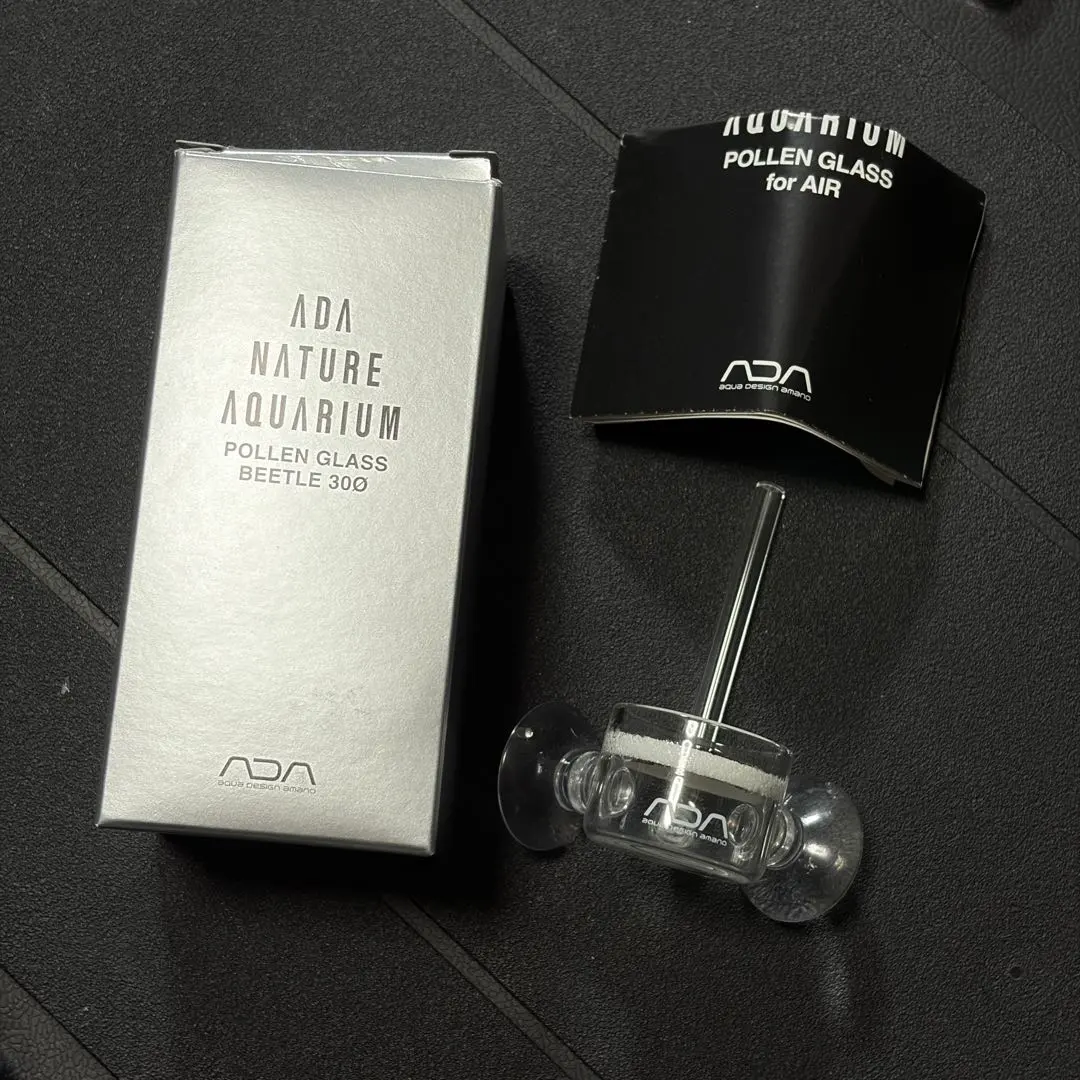 ADA
NATURE
AQUARIUM
POLLEN GLASS
BEETLE 30Ø
ADA
aqua design amano
AQUARIUM
POLLEN GLASS
for AIR
ADA
aqua design amano
ADA
aqua design amano